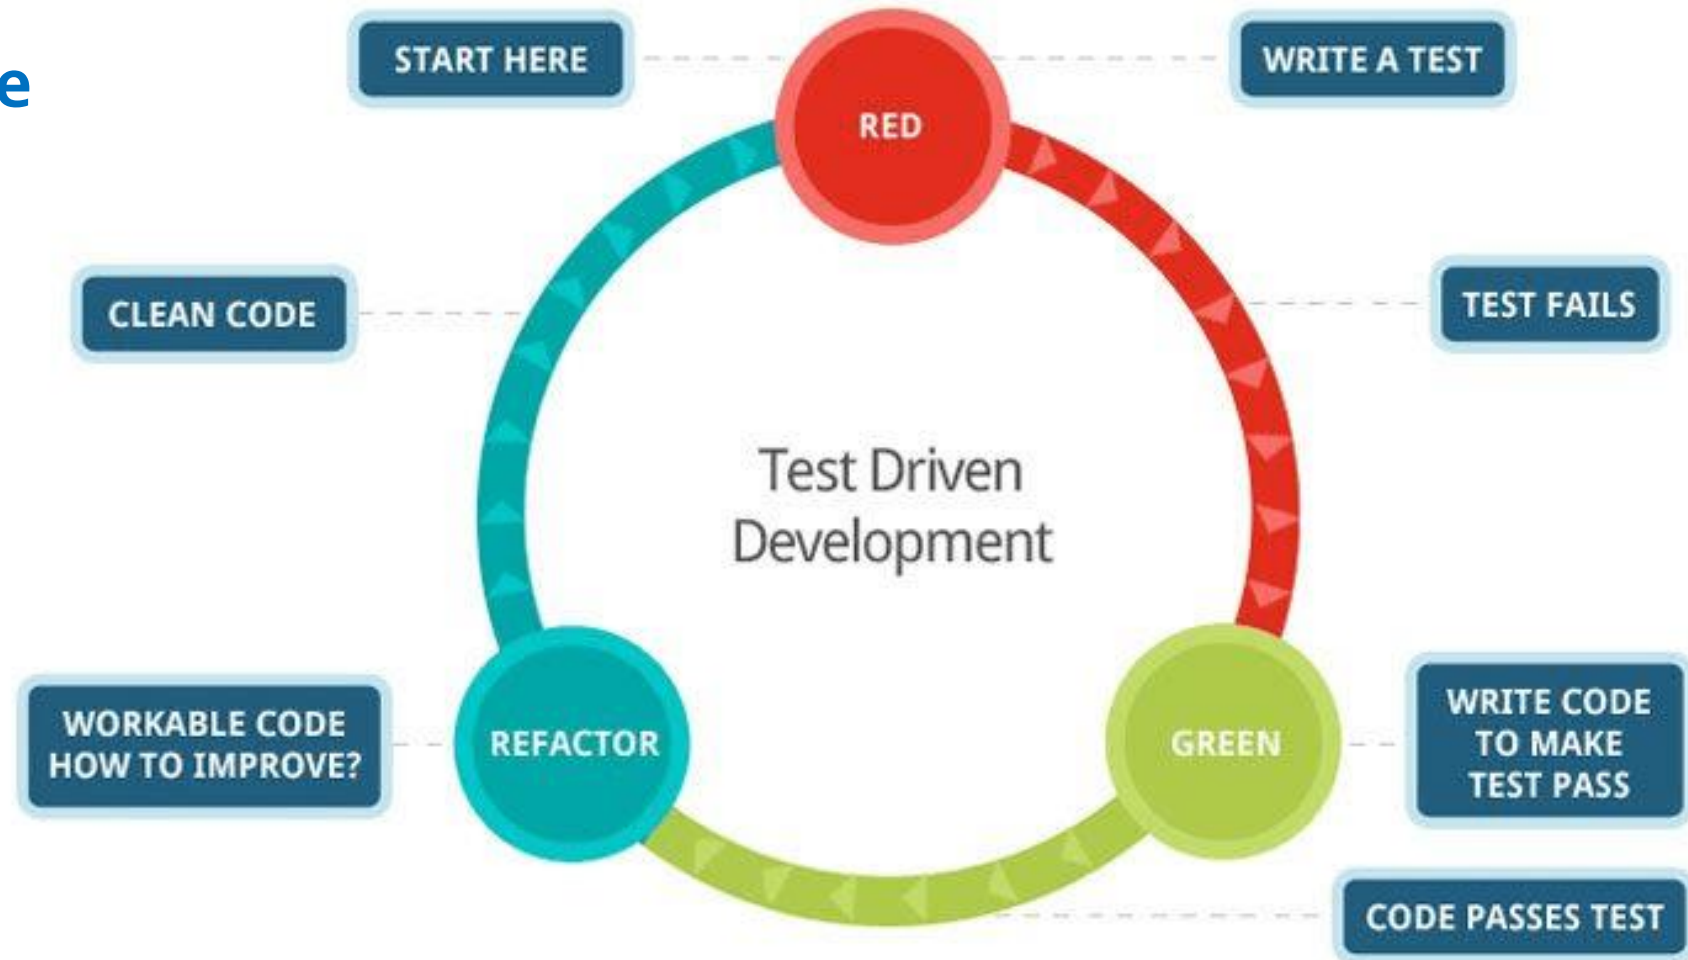 e
START HERE
RED
WRITE A TEST
CLEAN CODE
TEST FAILS
Test Driven
Development
WORKABLE CODE
HOW TO IMPROVE?
REFACTOR
GREEN
WRITE CODE
TO MAKE
TEST PASS
CODE PASSES TEST